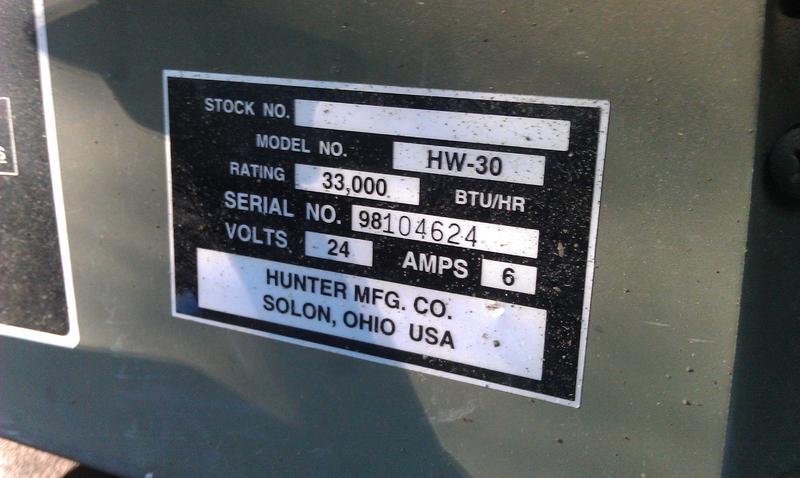 STOCK NO.
MODEL NO. HW-30
RATING 33,000 BTU/HR
SERIAL NO. 98104624
VOLTS 24 AMPS 6
HUNTER MFG. CO.
SOLON, OHIO USA